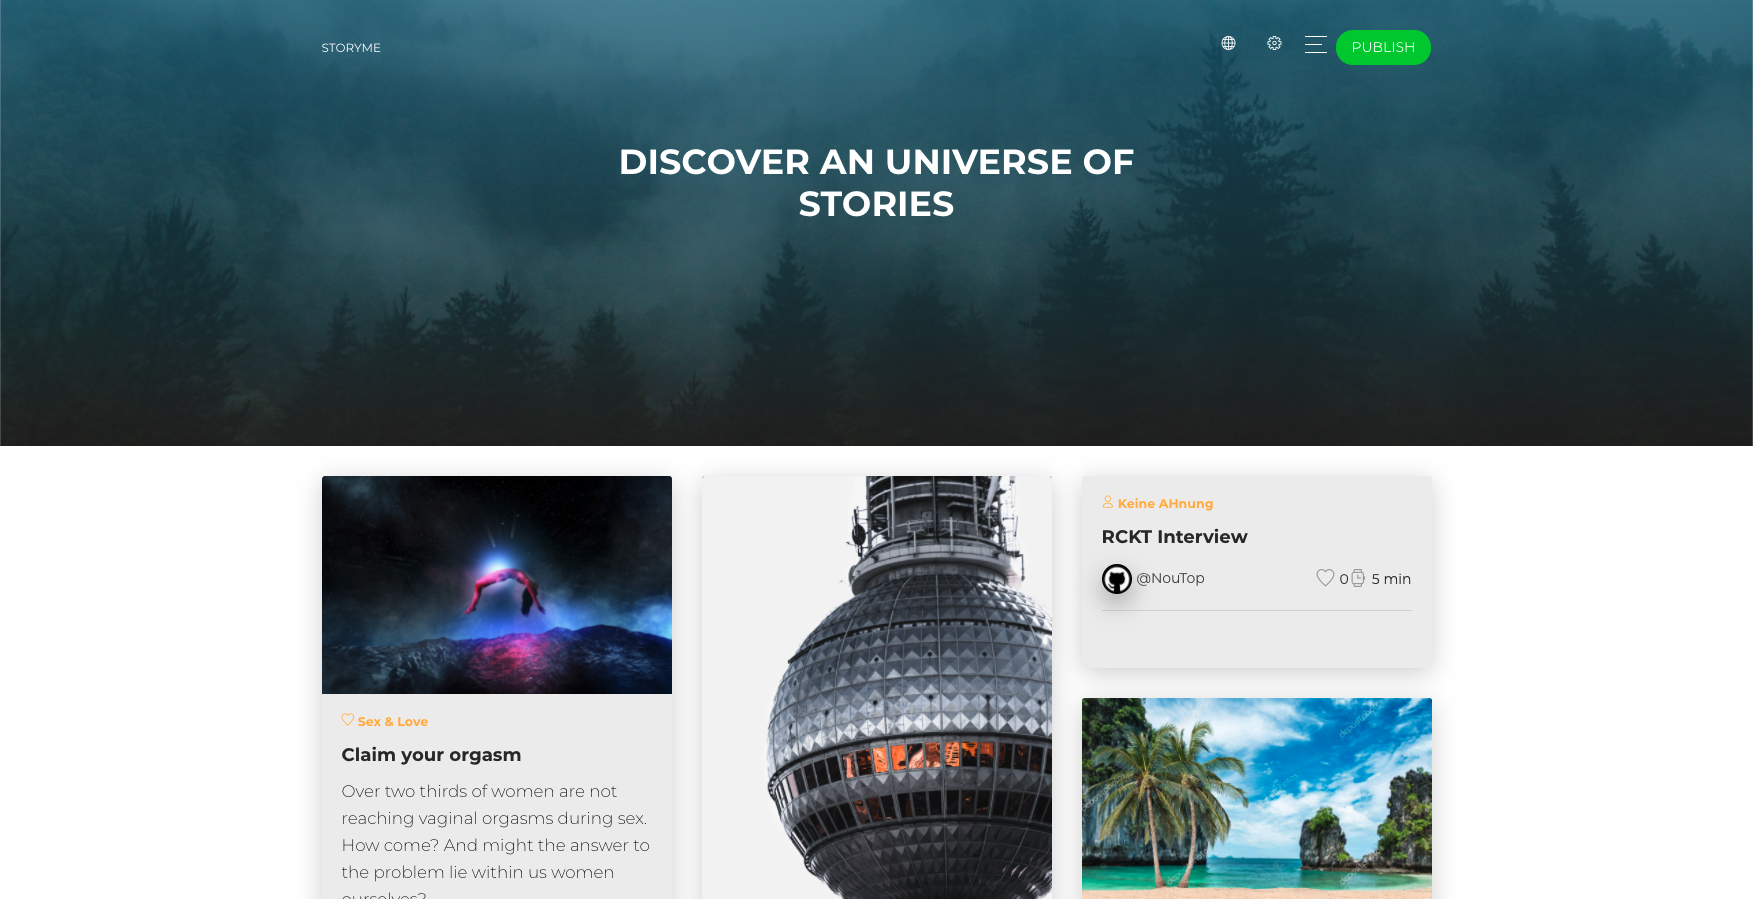 STORYME
PUBLISH
DISCOVER AN UNIVERSE OF
STORIES
Sex & Love
Claim your orgasm
Over two thirds of women are not
reaching vaginal orgasms during sex.
How come? And might the answer to
the problem lie within us women
ourselves?
Keine AHnung
RCKT Interview
@NouTop
0 5 min